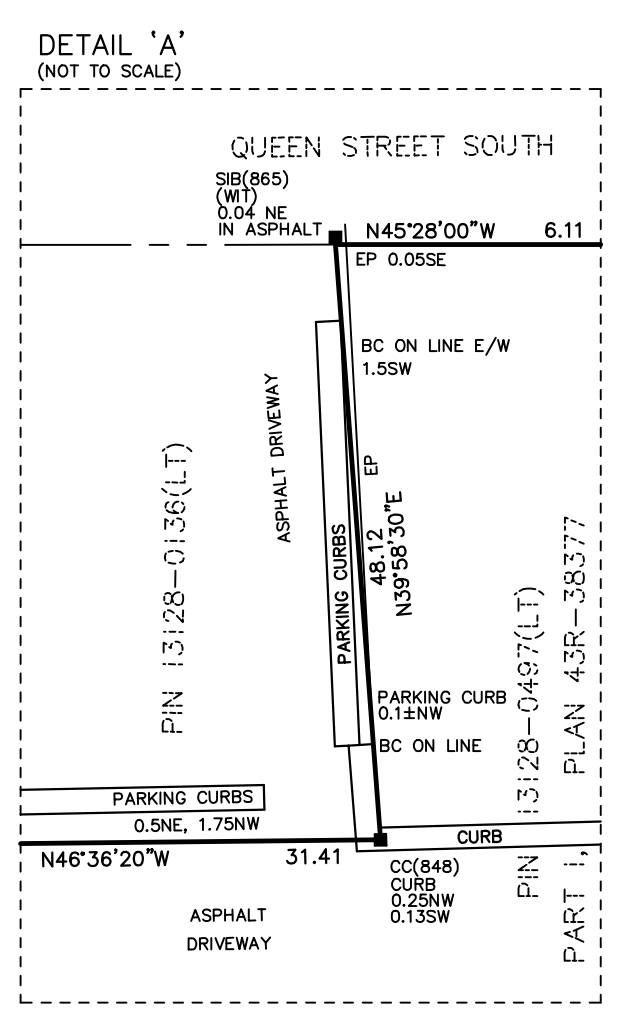 DETAIL 'A'
(NOT TO SCALE)
QUEEN STREET SOUTH
SIB(865)
(WIT)
0.04 NE
IN ASPHALT
N45°28'00"W 6.11
EP 0.05SE
BC ON LINE E/W
1.5SW
ASPHALT DRIVEWAY
EP
PIN 13128-0136(LT)
PARKING CURBS
48.12
N39°58'30"E
PIN 13128-0497(LT)
PART 1, PLAN 43R-38377
PARKING CURB
0.1±NW
BC ON LINE
PARKING CURBS
0.5NE, 1.75NW
CURB
N46°36'20"W 31.41
CC(848)
CURB
0.25NW
0.13SW
ASPHALT
DRIVEWAY